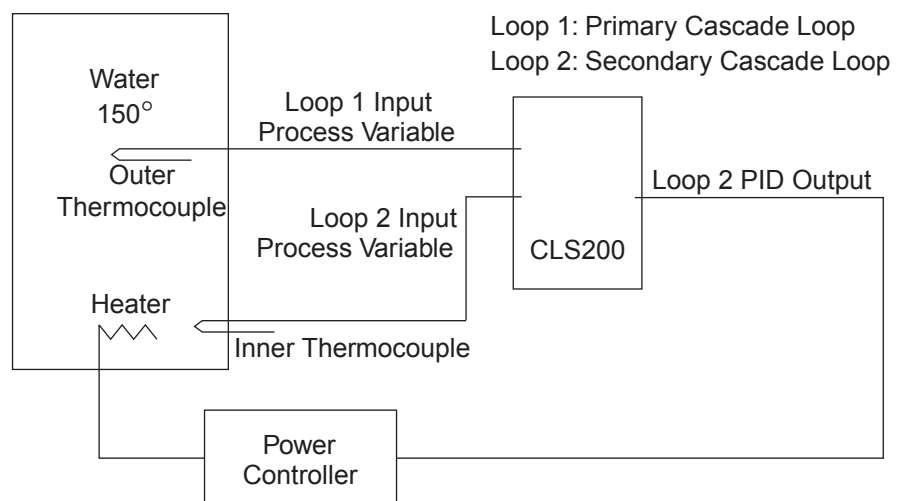 Loop 1: Primary Cascade Loop
Loop 2: Secondary Cascade Loop
Water
150°
Loop 1 Input
Process Variable
Outer
Thermocouple
Loop 2 PID Output
Loop 2 Input
Process Variable
CLS200
Heater
Inner Thermocouple
Power
Controller